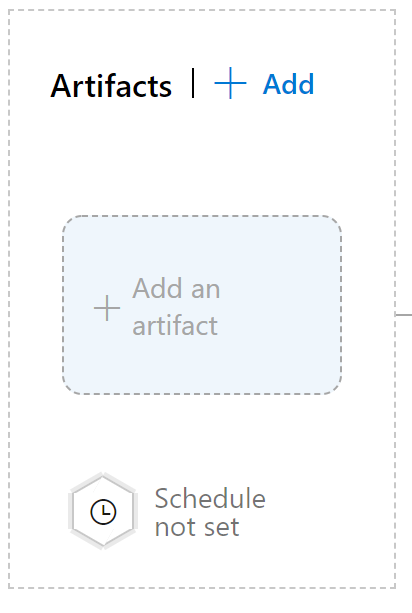 Artifacts | + Add
Add an
artifact
Schedule
not set